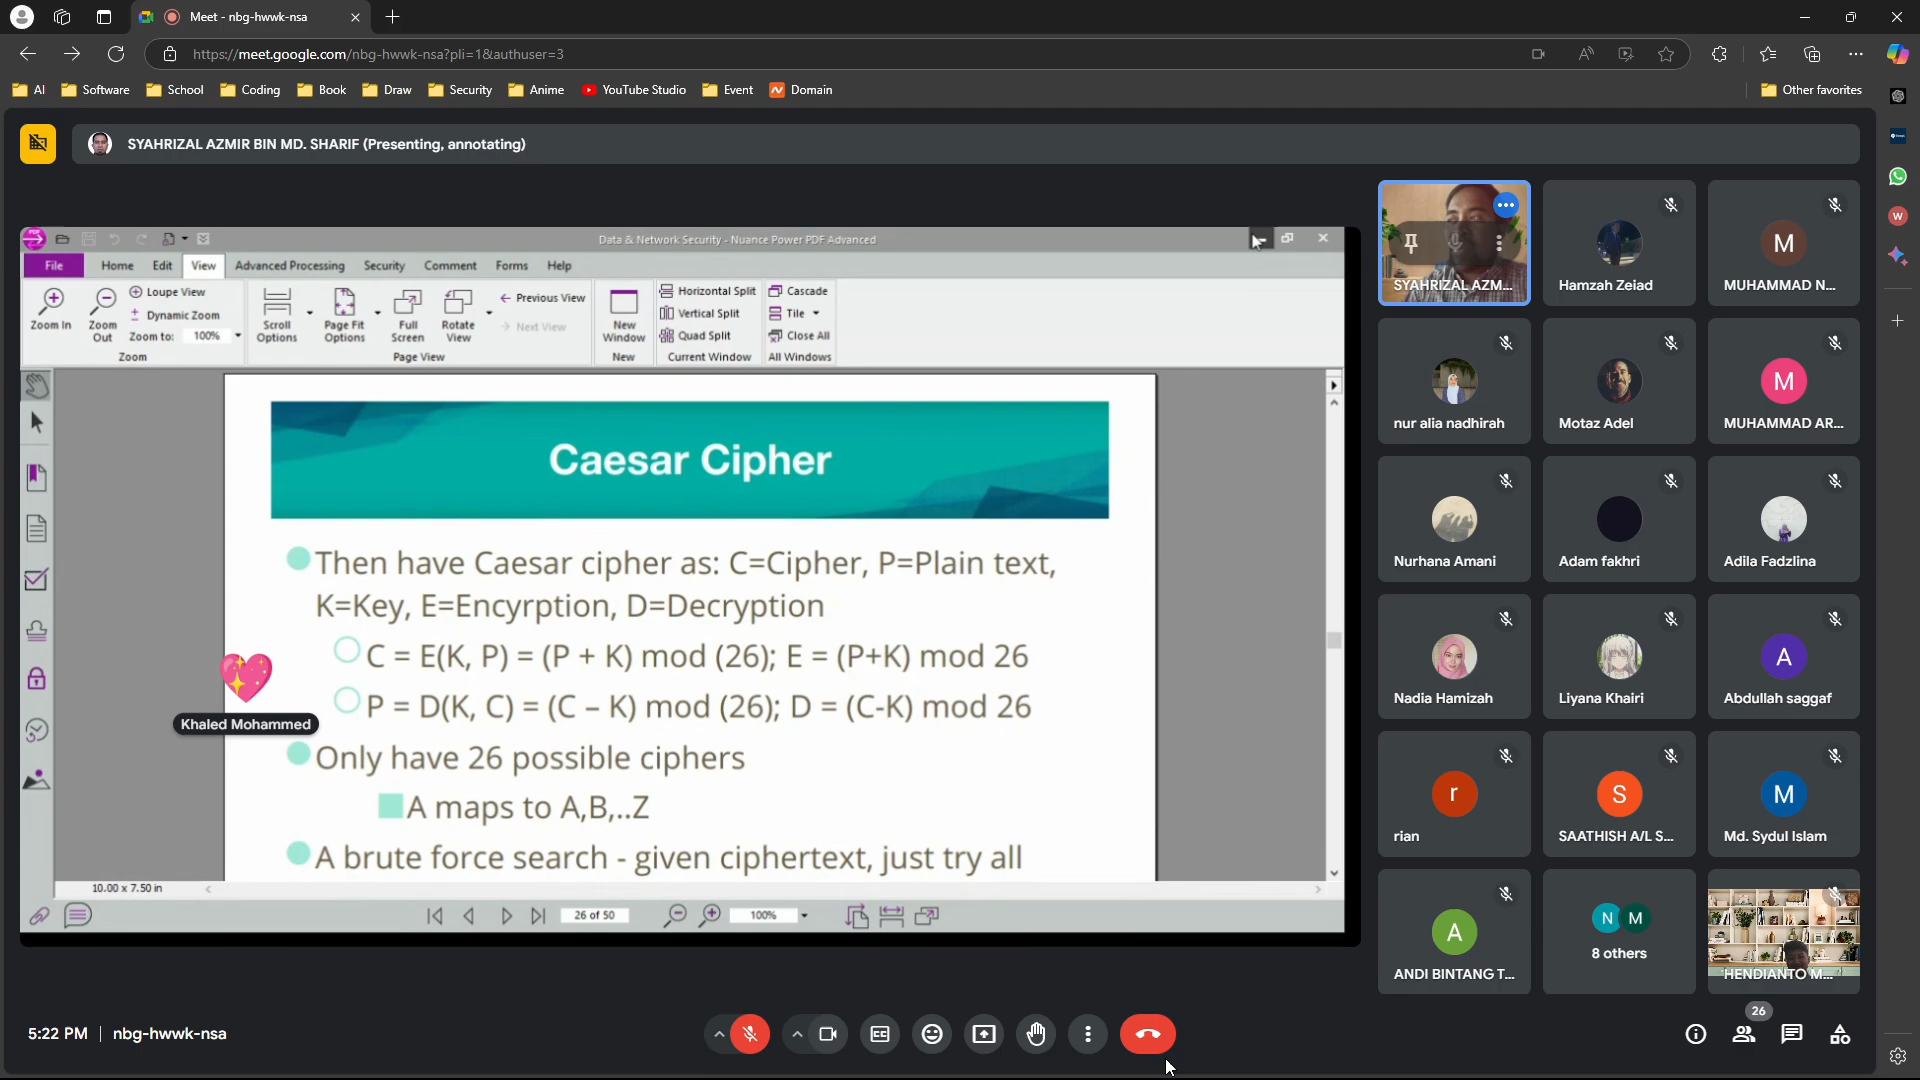 Meet - nbg-hwwk-nsa
https://meet.google.com/nbg-hwwk-nsa?pli=1&authuser=3
AI Software School Coding Book Draw Security Anime YouTube Studio Event Domain Other favorites
SYAHRIZAL AZMIR BIN MD. SHARIF (Presenting, annotating)
Data & Network Security - Nuance Power PDF Advanced
File Home Edit View Advanced Processing Security Comment Forms Help
Zoom In
Zoom Out
Loupe View
Dynamic Zoom
Zoom to: 100%
Zoom
Scroll Options
Page Fit Options
Full Screen
Rotate View
Previous View
Next View
Page View
New Window
New
Horizontal Split
Vertical Split
Quad Split
Current Window
Cascade
Tile
Close All
All Windows
Caesar Cipher
Then have Caesar cipher as: C=Cipher, P=Plain text,
K=Key, E=Encyrption, D=Decryption
C = E(K, P) = (P + K) mod (26); E = (P+K) mod 26
P = D(K, C) = (C – K) mod (26); D = (C-K) mod 26
Only have 26 possible ciphers
A maps to A,B,..Z
A brute force search - given ciphertext, just try all
Khaled Mohammed
10.00 x 7.50 in
26 of 50
100%
SYAHRIZAL AZM...
Hamzah Zeiad
M
MUHAMMAD N...
nur alia nadhirah
Motaz Adel
M
MUHAMMAD AR...
Nurhana Amani
Adam fakhri
Adila Fadzlina
Nadia Hamizah
Liyana Khairi
A
Abdullah saggaf
r
rian
S
SAATHISH A/L S...
M
Md. Sydul Islam
A
ANDI BINTANG T...
N M
8 others
HENDIANTO M...
5:22 PM | nbg-hwwk-nsa
26